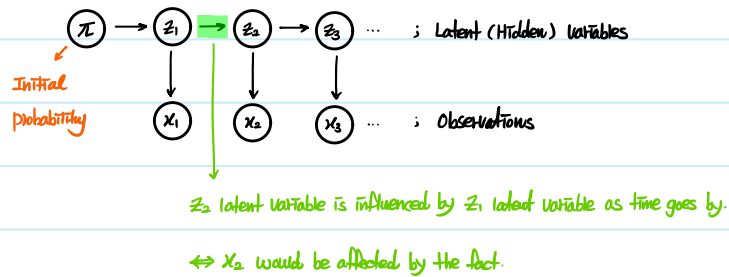 π → z₁ → z₂ → z₃ ... ; Latent (Hidden) variables
Initial
probability
x₁ x₂ x₃ ... ; Observations
z₂ latent variable is influenced by z₁ latent variable as time goes by.
⇔ x₂ would be affected by the fact.